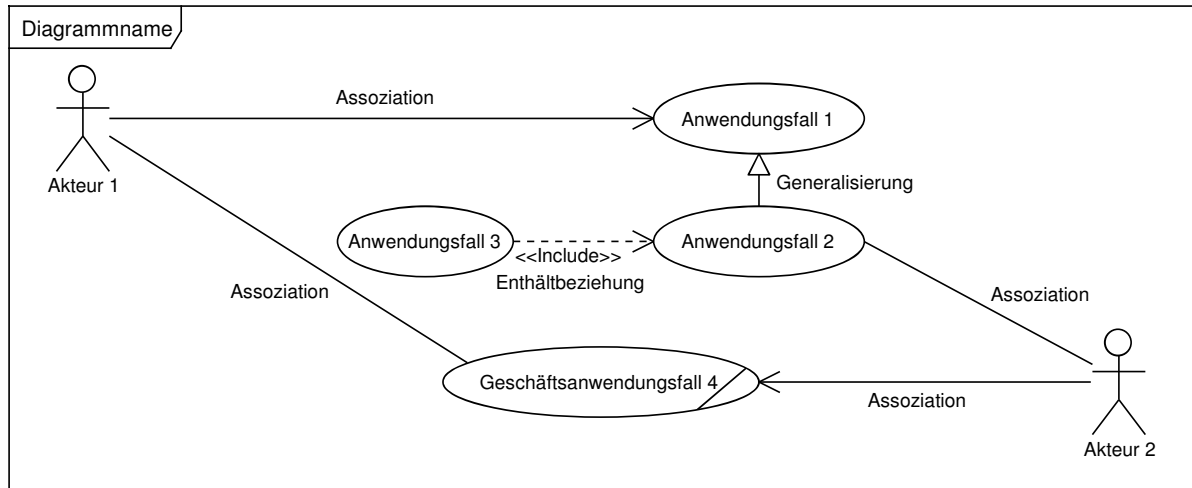 Diagrammname
Assoziation
Anwendungsfall 1
Akteur 1
Generalisierung
Anwendungsfall 3
Anwendungsfall 2
<<Include>>
Enthältbeziehung
Assoziation
Assoziation
Geschäftsanwendungsfall 4
Assoziation
Akteur 2